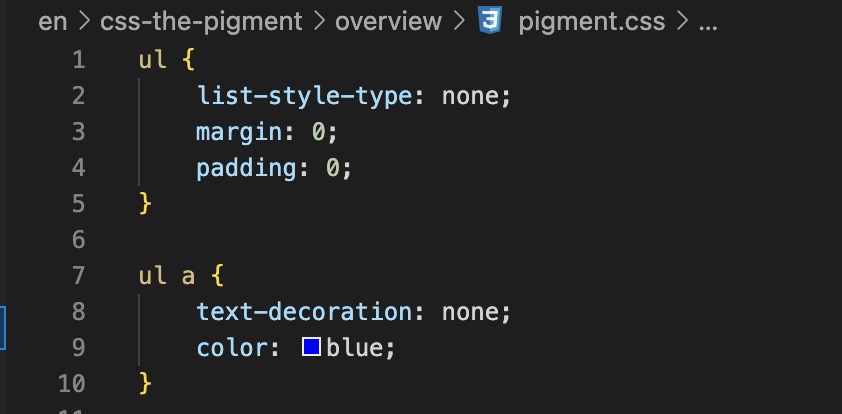 en > css-the-pigment > overview > pigment.css > ...
1 ul {
2     list-style-type: none;
3     margin: 0;
4     padding: 0;
5 }
6
7 ul a {
8     text-decoration: none;
9     color: blue;
10 }